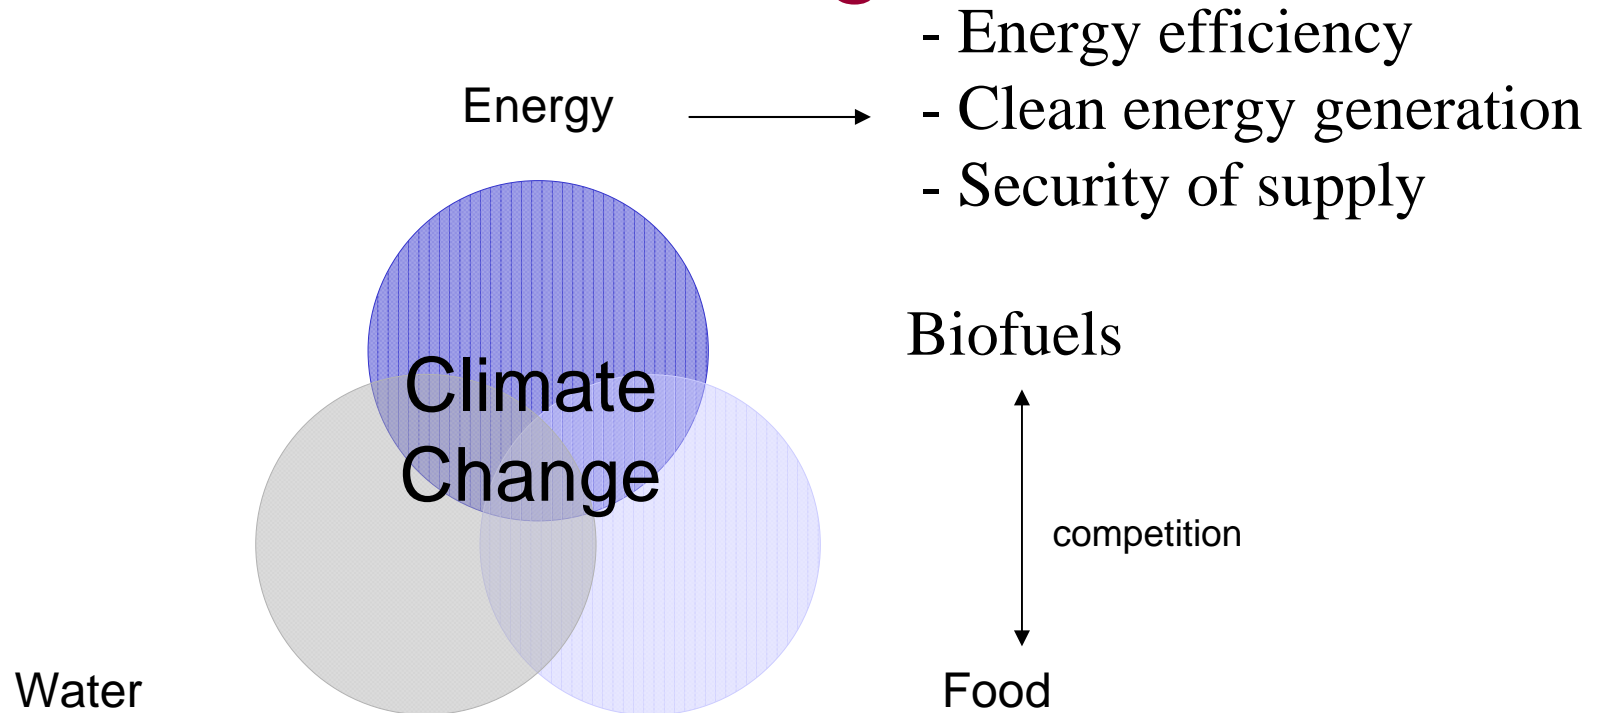 - Energy efficiency
Energy
- Clean energy generation
- Security of supply
Biofuels
Climate
Change
competition
Water
Food